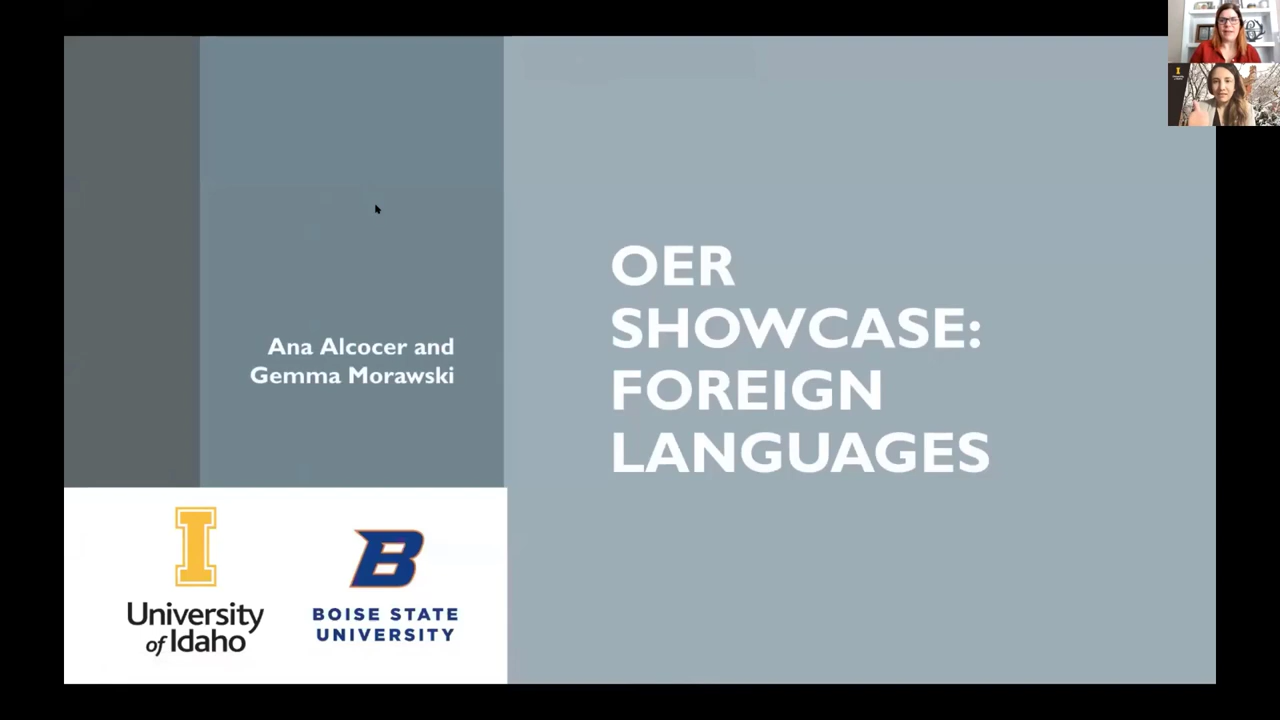 Ana Alcocer and
Gemma Morawski
OER
SHOWCASE:
FOREIGN
LANGUAGES
University
of Idaho
BOISE STATE
UNIVERSITY